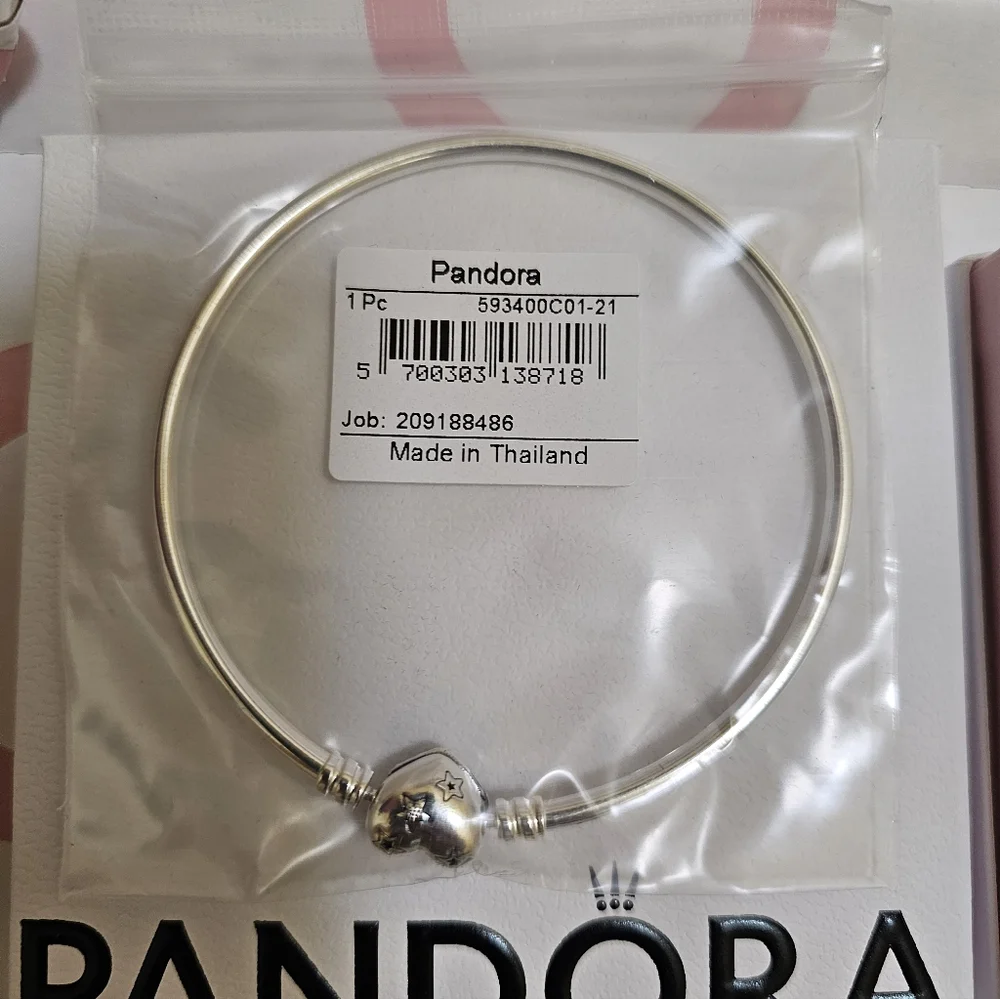 Pandora
1 Pc 593400C01-21
5 700303 138718
Job: 209188486
Made in Thailand
PANDORA